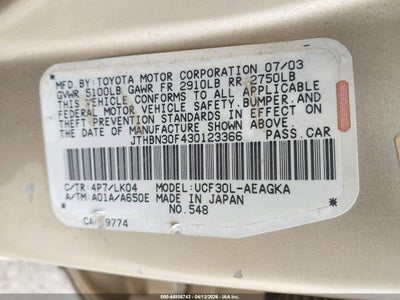 MFD. BY: TOYOTA MOTOR CORPORATION 07/03
GVWR 5100LB GAWR FR 2910LB RR 2750LB
THIS VEHICLE CONFORMS TO ALL APPLICABLE
FEDERAL MOTOR VEHICLE SAFETY, BUMPER, AND
THEFT PREVENTION STANDARDS IN EFFECT ON
THE DATE OF MANUFACTURE SHOWN ABOVE.
JTHBN30F430123366 PASS.CAR
C/TR: 4P7/LK04 MODEL: UCF30L-AEAGKA
A/TM: A01A/A650E MADE IN JAPAN
NO.548
9774
© IAA 000-44856743 - 04/13/2026 - USA